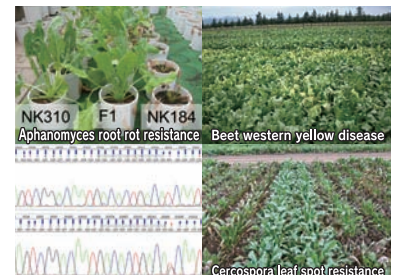 NK310 F1 NK184
Aphanomyces root rot resistance
Beet western yellow disease
Cercospora leaf spot resistance